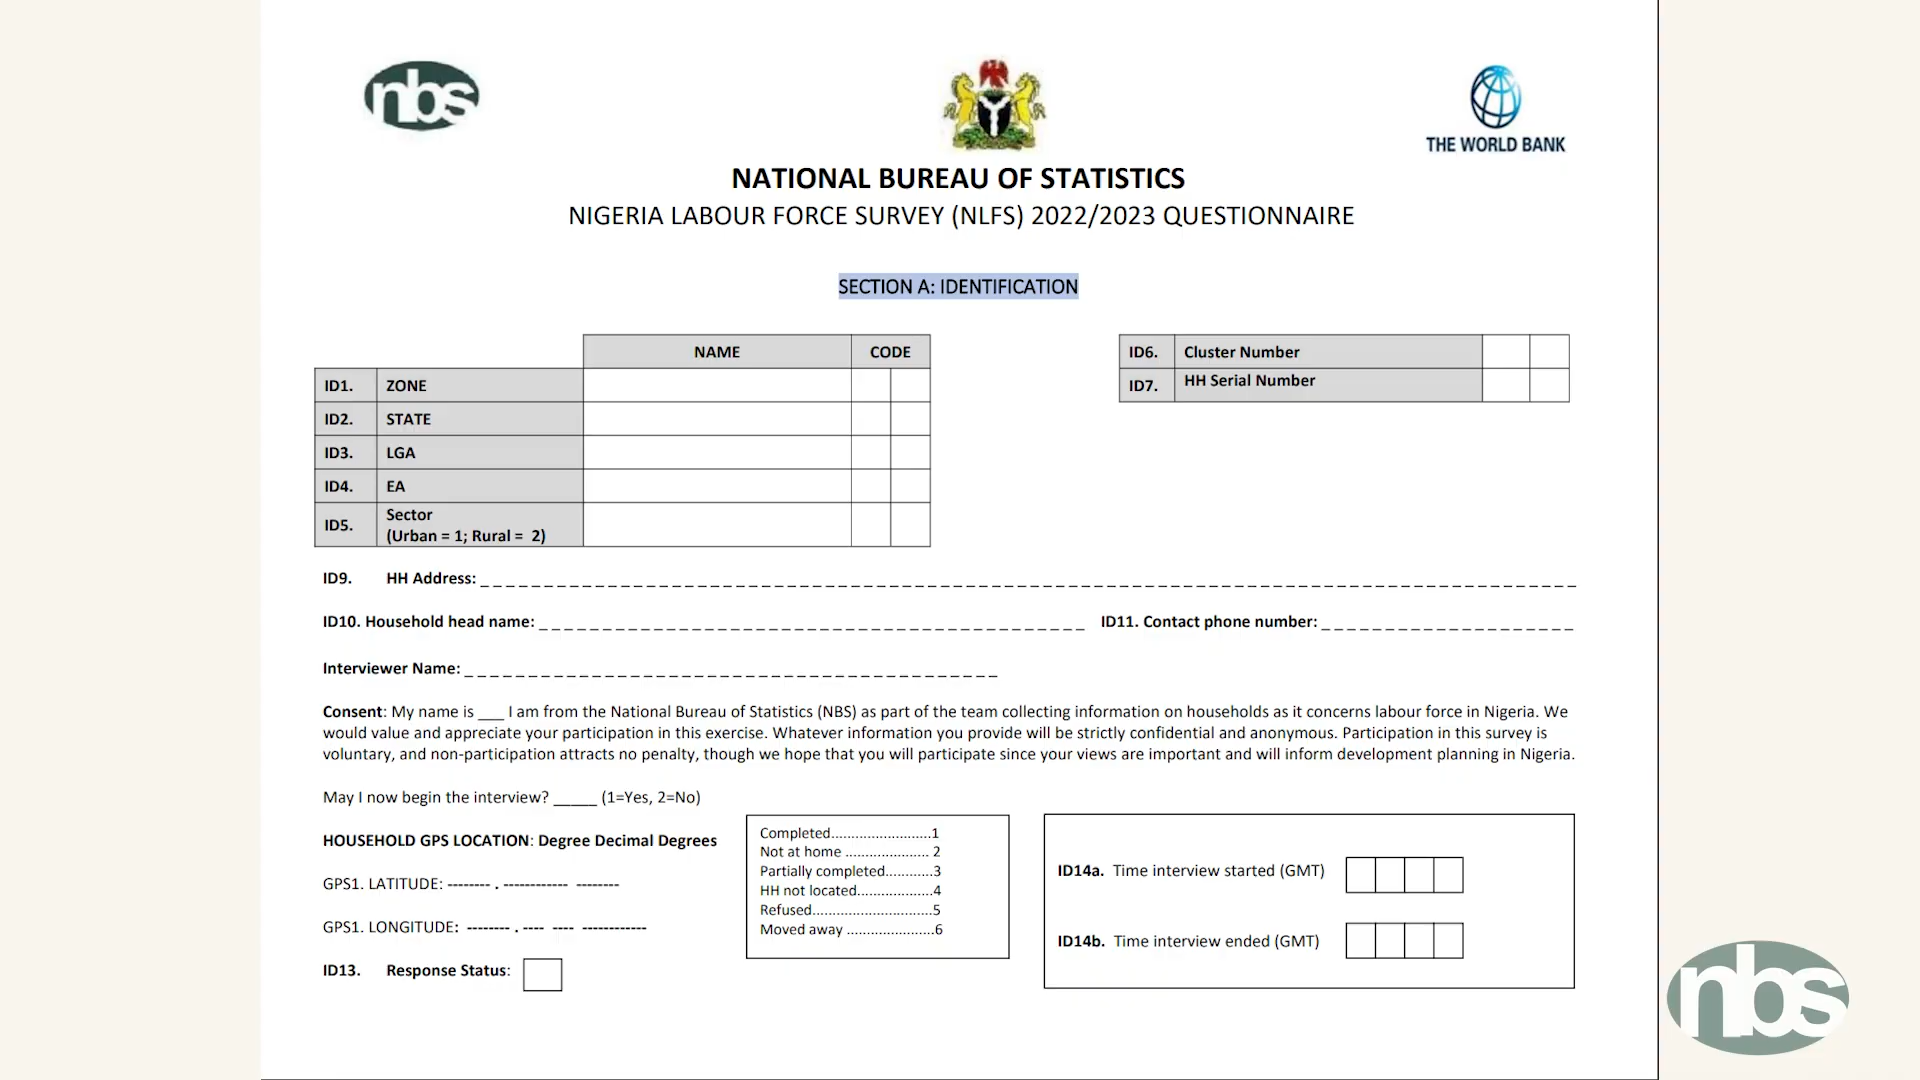 nbs
THE WORLD BANK
NATIONAL BUREAU OF STATISTICS
NIGERIA LABOUR FORCE SURVEY (NLFS) 2022/2023 QUESTIONNAIRE
SECTION A: IDENTIFICATION
NAME CODE
ID1. ZONE
ID2. STATE
ID3. LGA
ID4. EA
ID5. Sector
(Urban = 1; Rural = 2)
ID6. Cluster Number
ID7. HH Serial Number
ID9. HH Address: _ _ _ _ _ _ _ _ _ _ _ _ _ _ _ _ _ _ _ _ _ _ _ _ _ _ _ _ _ _ _ _ _ _ _ _ _ _ _ _
ID10. Household head name: _ _ _ _ _ _ _ _ _ _ _ _ _ _ _ _ _ _ _ _ ID11. Contact phone number: _ _ _ _ _ _ _ _ _ _ _ _ _ _ _ _ _ _ _ _
Interviewer Name: _ _ _ _ _ _ _ _ _ _ _ _ _ _ _ _ _ _ _ _
Consent: My name is ___ I am from the National Bureau of Statistics (NBS) as part of the team collecting information on households as it concerns labour force in Nigeria. We
would value and appreciate your participation in this exercise. Whatever information you provide will be strictly confidential and anonymous. Participation in this survey is
voluntary, and non-participation attracts no penalty, though we hope that you will participate since your views are important and will inform development planning in Nigeria.
May I now begin the interview? _____ (1=Yes, 2=No)
HOUSEHOLD GPS LOCATION: Degree Decimal Degrees
GPS1. LATITUDE: -------- . ------------ --------
GPS1. LONGITUDE: -------- . ---- ---- ------------
ID13. Response Status:
Completed.........................1
Not at home ..................... 2
Partially completed............3
HH not located...................4
Refused..............................5
Moved away ......................6
ID14a. Time interview started (GMT)
ID14b. Time interview ended (GMT)
nbs